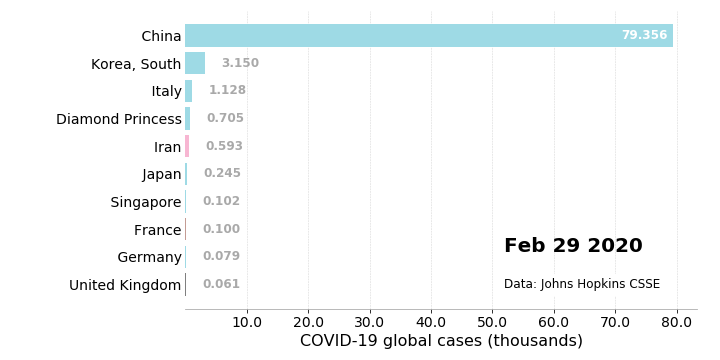 China 79.356
Korea, South 3.150
Italy 1.128
Diamond Princess 0.705
Iran 0.593
Japan 0.245
Singapore 0.102
France 0.100
Germany 0.079
United Kingdom 0.061
Feb 29 2020
Data: Johns Hopkins CSSE
10.0 20.0 30.0 40.0 50.0 60.0 70.0 80.0
COVID-19 global cases (thousands)